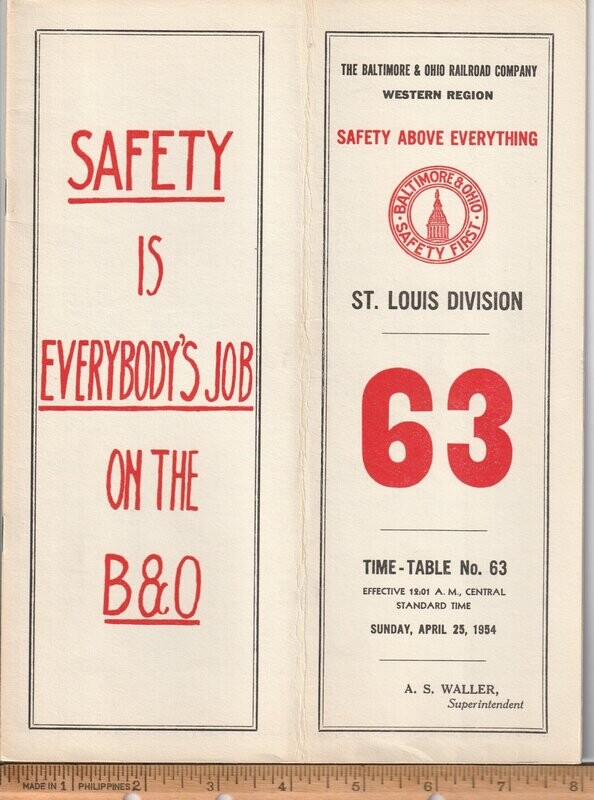 SAFETY
IS
EVERYBODY'S JOB
ON THE
B&O
THE BALTIMORE & OHIO RAILROAD COMPANY
WESTERN REGION
SAFETY ABOVE EVERYTHING
BALTIMORE & OHIO
SAFETY FIRST
ST. LOUIS DIVISION
63
TIME-TABLE No. 63
EFFECTIVE 12:01 A. M., CENTRAL
STANDARD TIME
SUNDAY, APRIL 25, 1954
A. S. WALLER,
Superintendent
MADE IN 1 PHILIPPINES 2 3 4 5 6 7 8